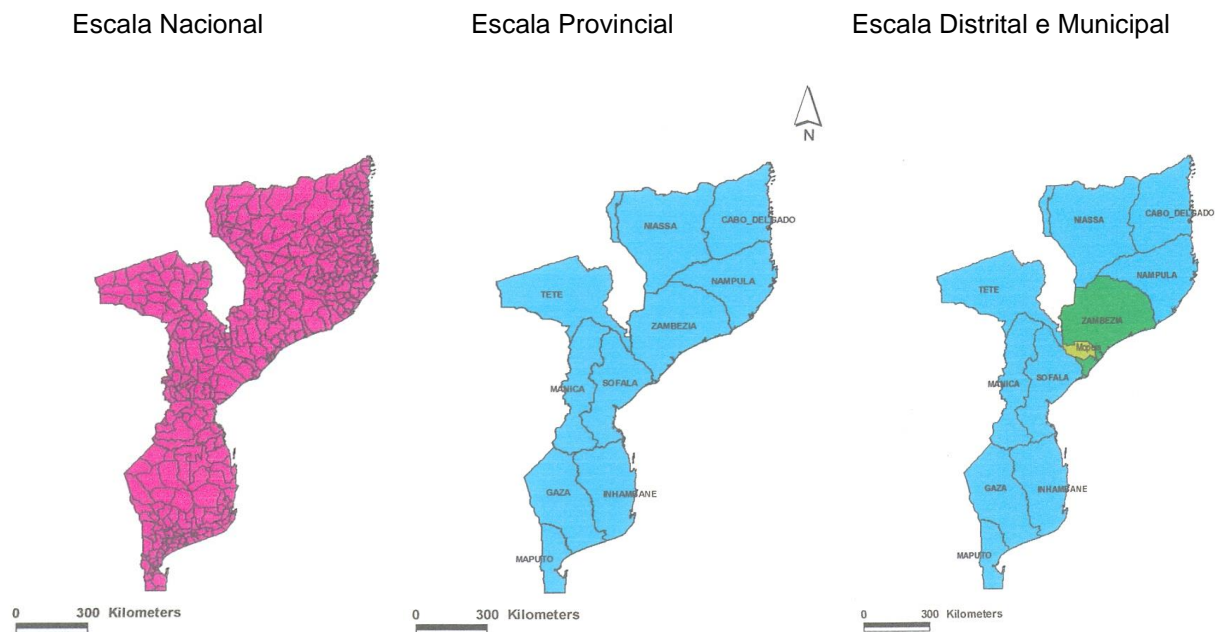 Escala Nacional
Escala Provincial
Escala Distrital e Municipal
N
NIASSA
CABO_DELGADO
NAMPULA
TETE
ZAMBEZIA
MANICA
SOFALA
GAZA
INHAMBANE
MAPUTO
NIASSA
CABO_DELGADO
NAMPULA
TETE
ZAMBEZIA
Mopeia
MANICA
SOFALA
GAZA
INHAMBANE
MAPUTO
0 300 Kilometers
0 300 Kilometers
0 300 Kilometers